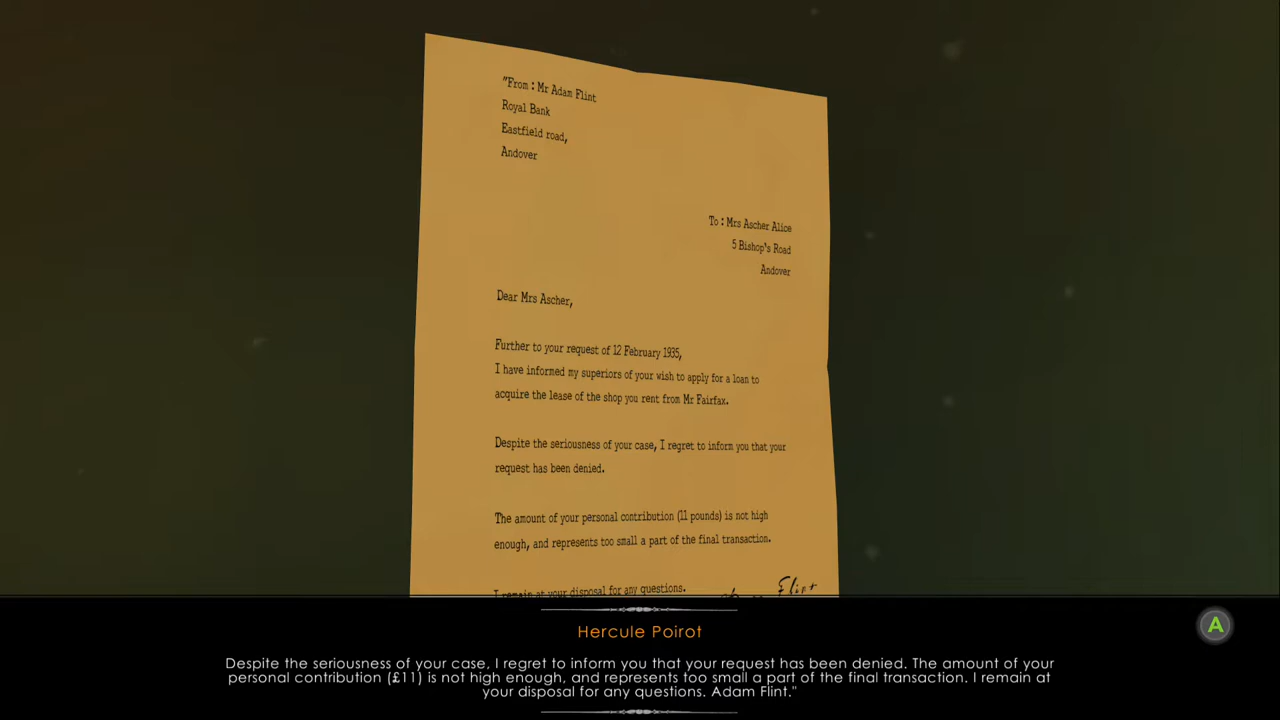 "From : Mr Adam Flint
Royal Bank
Eastfield road,
Andover
To : Mrs Ascher Alice
5 Bishop's Road
Andover
Dear Mrs Ascher,
Further to your request of 12 February 1935,
I have informed my superiors of your wish to apply for a loan to
acquire the lease of the shop you rent from Mr Fairfax.
Despite the seriousness of your case, I regret to inform you that your
request has been denied.
The amount of your personal contribution (11 pounds) is not high
enough, and represents too small a part of the final transaction.
I remain at your disposal for any questions.
Flint
Hercule Poirot
A
Despite the seriousness of your case, I regret to inform you that your request has been denied. The amount of your
personal contribution (£11) is not high enough, and represents too small a part of the final transaction. I remain at
your disposal for any questions. Adam Flint."